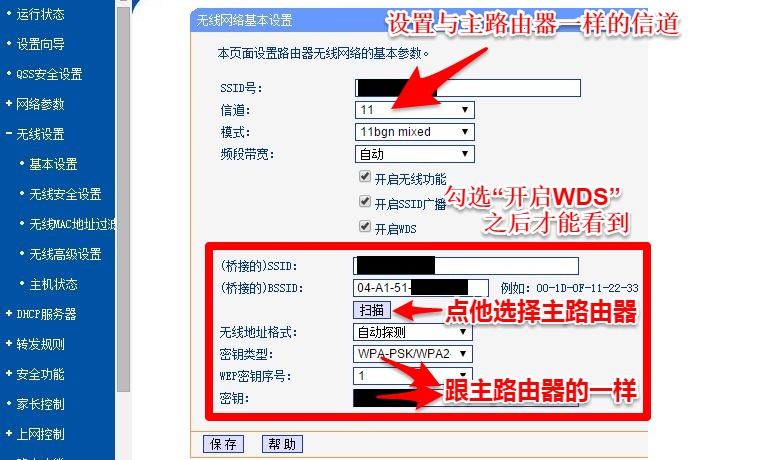 运行状态
设置向导
QSS安全设置
网络参数
无线设置
基本设置
无线安全设置
无线MAC地址过滤
无线高级设置
主机状态
DHCP服务器
转发规则
安全功能
家长控制
上网控制
无线网络基本设置
设置与主路由器一样的信道
本页面设置路由器无线网络的基本参数。
SSID号：
信道： 11
模式： 11bgn mixed
频段带宽： 自动
开启无线功能
开启SSID广播
开启WDS
勾选“开启WDS”
之后才能看到
(桥接的)SSID：
(桥接的)BSSID： 04-A1-51- 例如：00-1D-0F-11-22-33
扫描 点他选择主路由器
无线地址格式： 自动探测
密钥类型： WPA-PSK/WPA2-
WEP密钥序号： 1
跟主路由器的一样
密钥：
保存 帮助